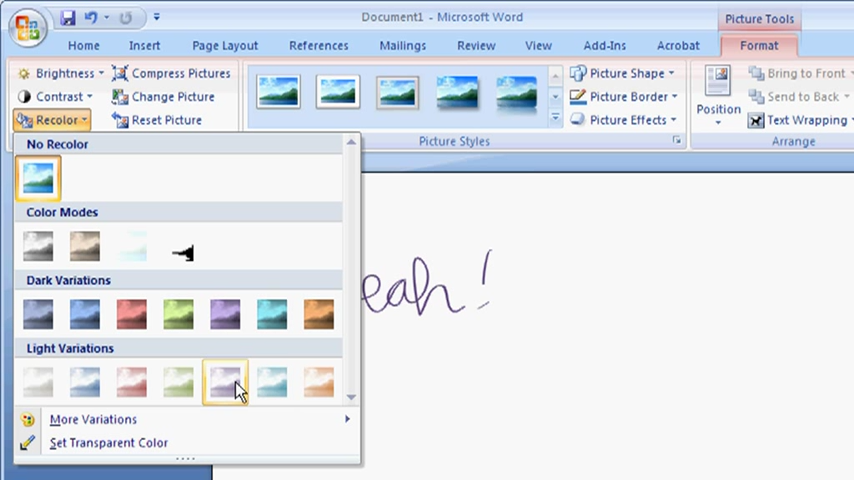 Document1 - Microsoft Word
Picture Tools
Home Insert Page Layout References Mailings Review View Add-Ins Acrobat Format
Brightness Compress Pictures Picture Shape Bring to Front
Contrast Change Picture Picture Border Position Send to Back
Recolor Reset Picture Picture Effects Text Wrapping
Picture Styles Arrange
No Recolor
Color Modes
Dark Variations
Light Variations
More Variations
Set Transparent Color
eah!